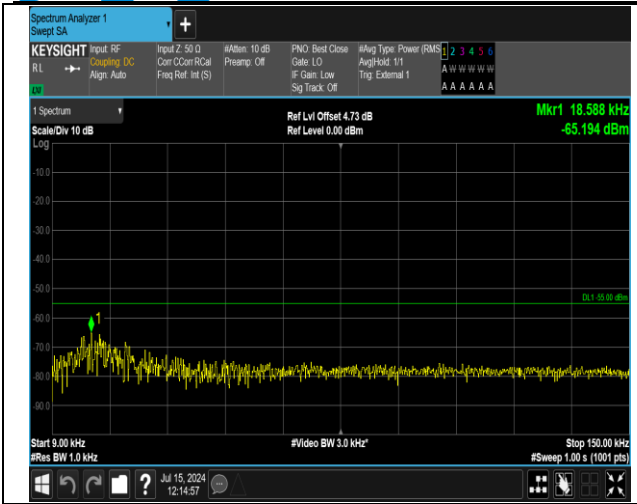 Spectrum Analyzer 1
Swept SA
+
KEYSIGHT
RL
LXI
Input: RF
Coupling: DC
Align: Auto
Input Z: 50 Ω
Corr CCorr RCal
Freq Ref: Int (S)
#Atten: 10 dB
Preamp: Off
PNO: Best Close
Gate: LO
IF Gain: Low
Sig Track: Off
#Avg Type: Power (RMS
Avg|Hold: 1/1
Trig: External 1
1 2 3 4 5 6
A W W W W W
A A A A A A
1 Spectrum
Scale/Div 10 dB
Log
Ref Lvl Offset 4.73 dB
Ref Level 0.00 dBm
Mkr1 18.588 kHz
-65.194 dBm
-10.0
-20.0
-30.0
-40.0
-50.0
DL1 -55.00 dBm
-60.0
1
-70.0
-80.0
-90.0
Start 9.00 kHz
#Res BW 1.0 kHz
#Video BW 3.0 kHz*
Stop 150.00 kHz
#Sweep 1.00 s (1001 pts)
?
Jul 15, 2024
12:14:57